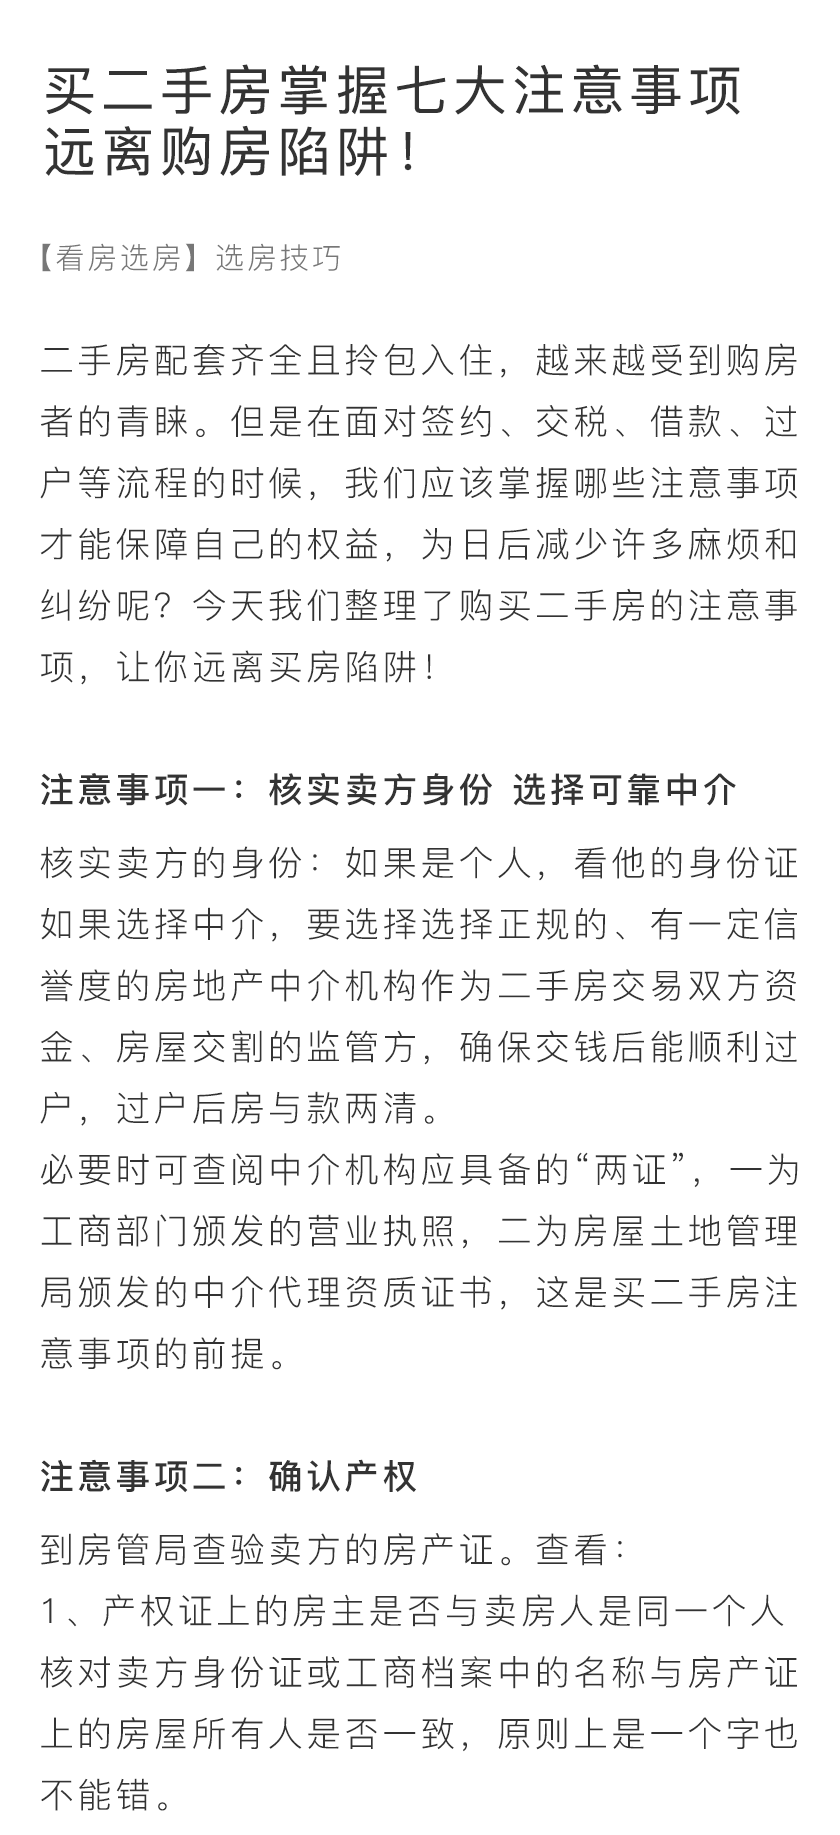 买二手房掌握七大注意事项
远离购房陷阱！
【看房选房】选房技巧
二手房配套齐全且拎包入住，越来越受到购房
者的青睐。但是在面对签约、交税、借款、过
户等流程的时候，我们应该掌握哪些注意事项
才能保障自己的权益，为日后减少许多麻烦和
纠纷呢？今天我们整理了购买二手房的注意事
项，让你远离买房陷阱！
注意事项一：核实卖方身份 选择可靠中介
核实卖方的身份：如果是个人，看他的身份证
如果选择中介，要选择选择正规的、有一定信
誉度的房地产中介机构作为二手房交易双方资
金、房屋交割的监管方，确保交钱后能顺利过
户，过户后房与款两清。
必要时可查阅中介机构应具备的“两证”，一为
工商部门颁发的营业执照，二为房屋土地管理
局颁发的中介代理资质证书，这是买二手房注
意事项的前提。
注意事项二：确认产权
到房管局查验卖方的房产证。查看：
1、产权证上的房主是否与卖房人是同一个人
核对卖方身份证或工商档案中的名称与房产证
上的房屋所有人是否一致，原则上是一个字也
不能错。